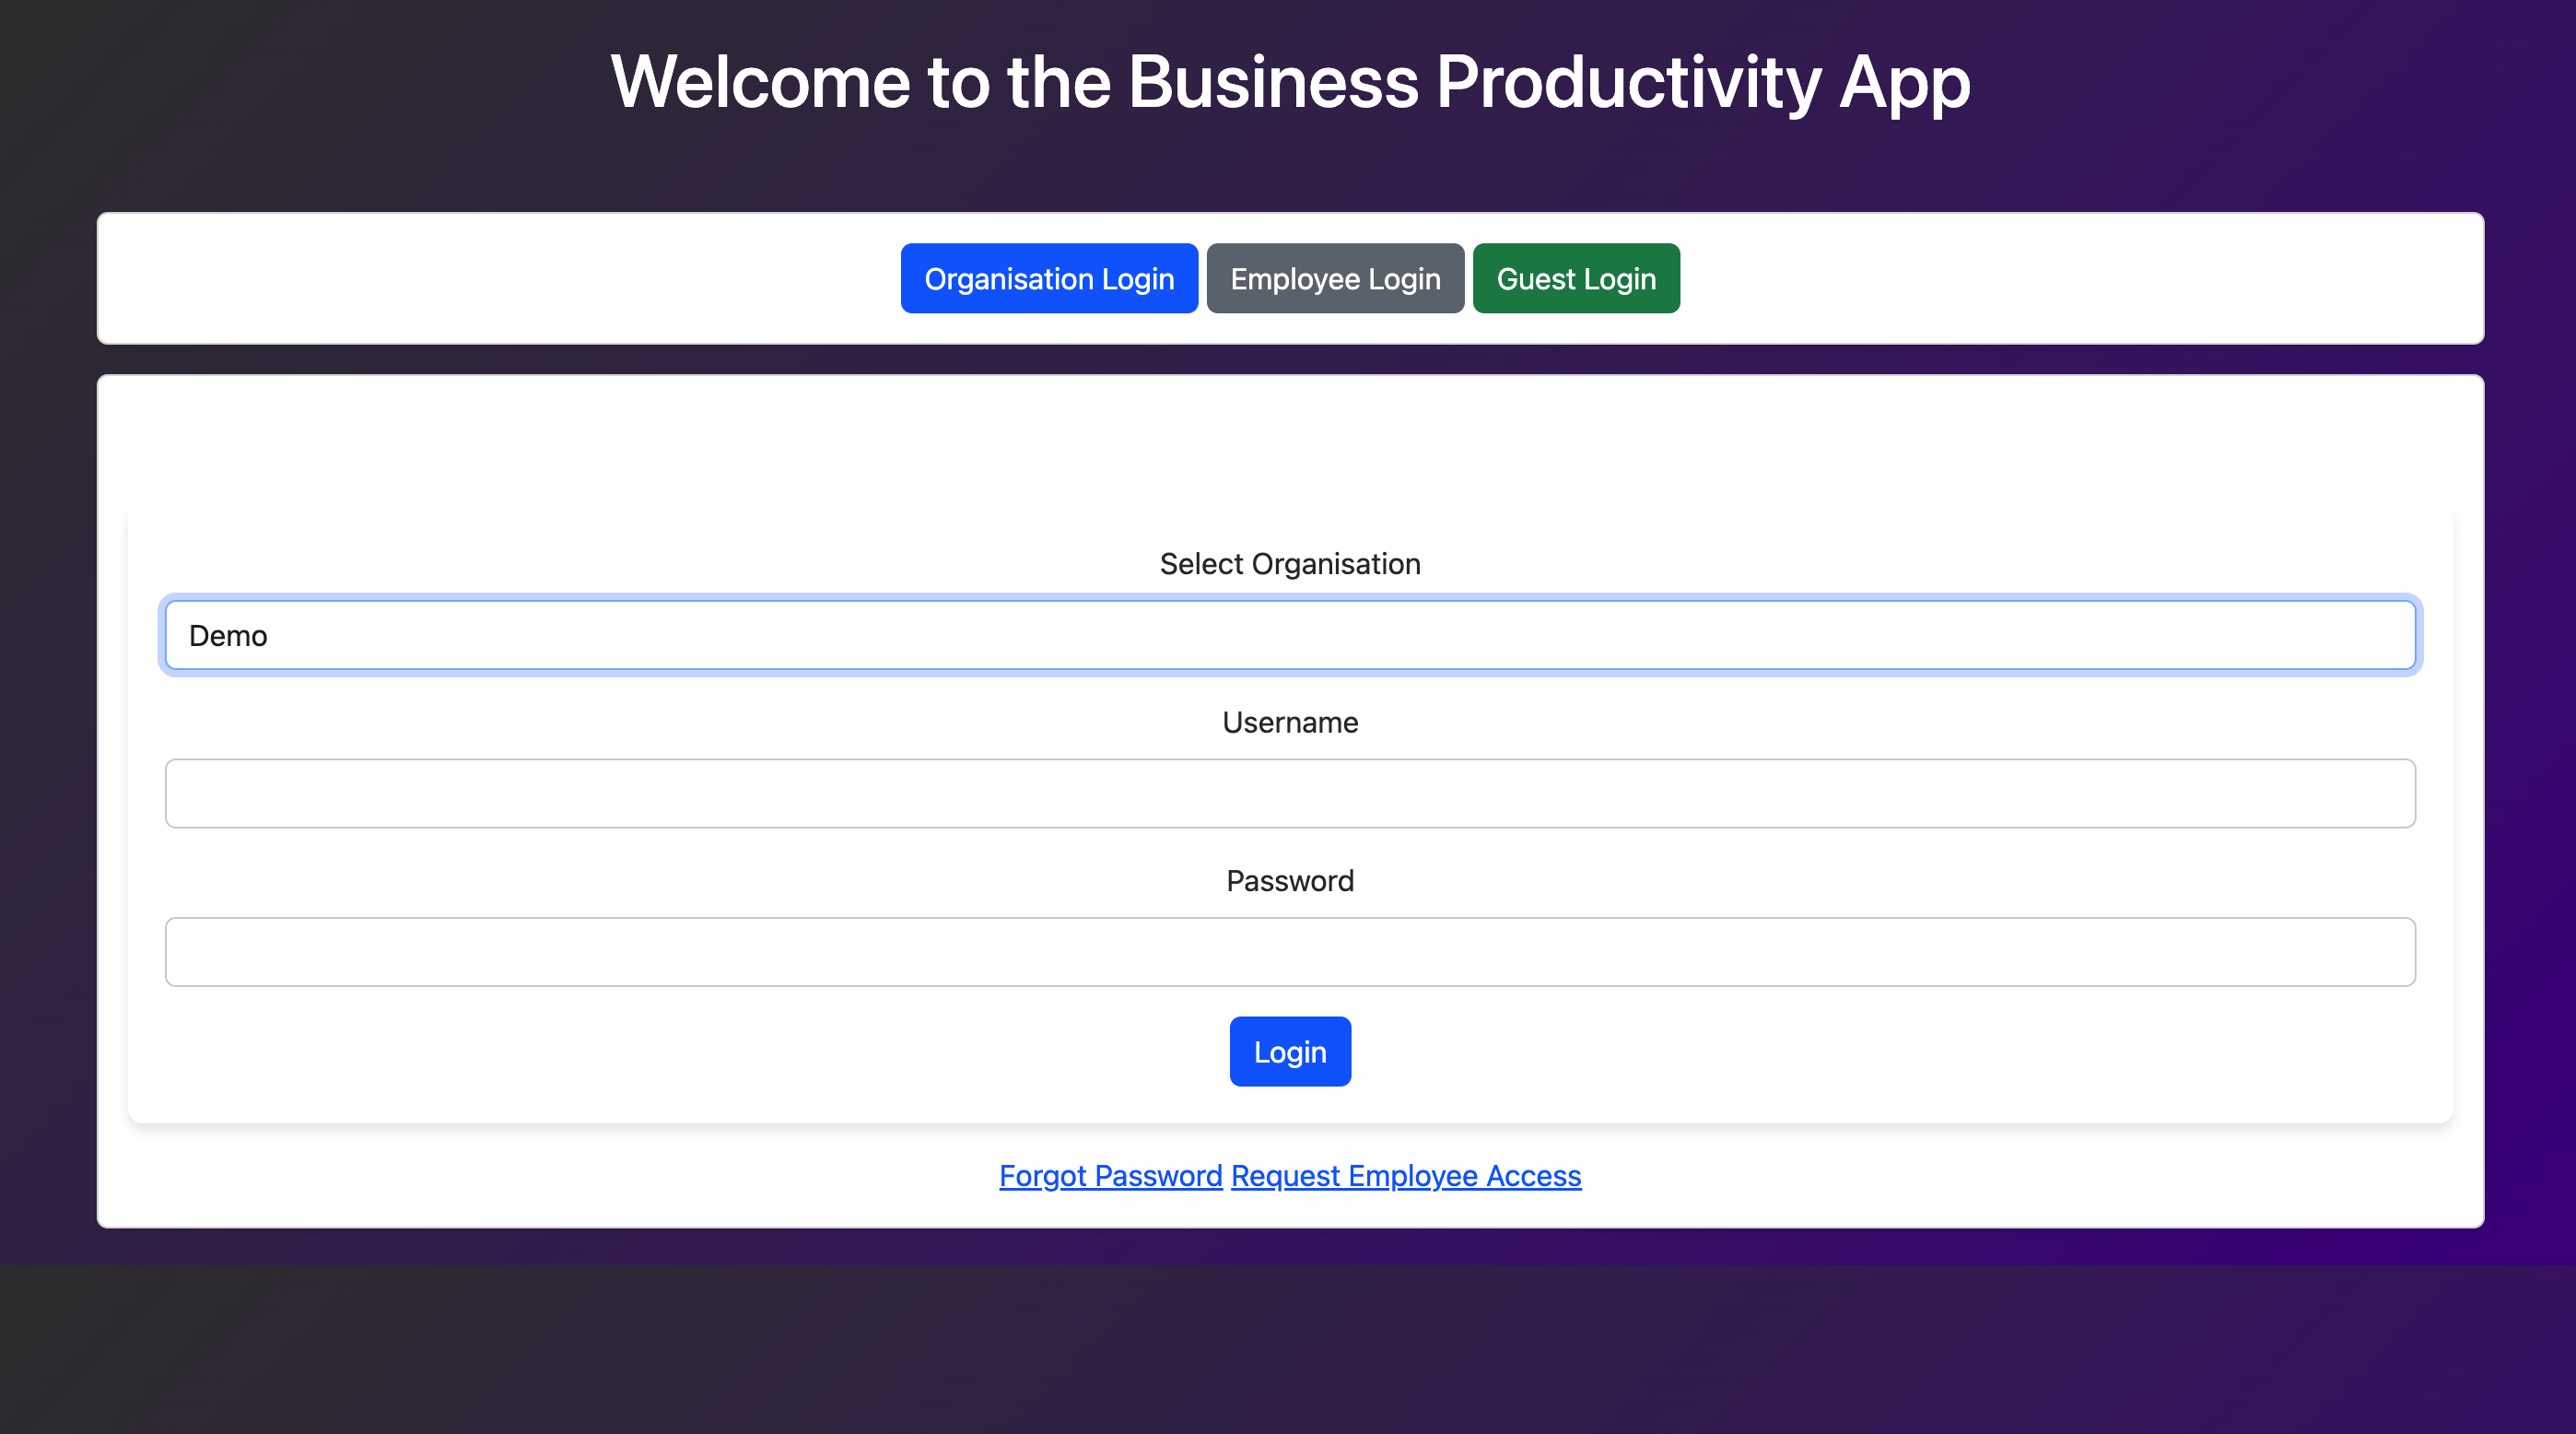 Welcome to the Business Productivity App
Organisation Login Employee Login Guest Login
Select Organisation
Demo
Username
Password
Login
Forgot Password Request Employee Access